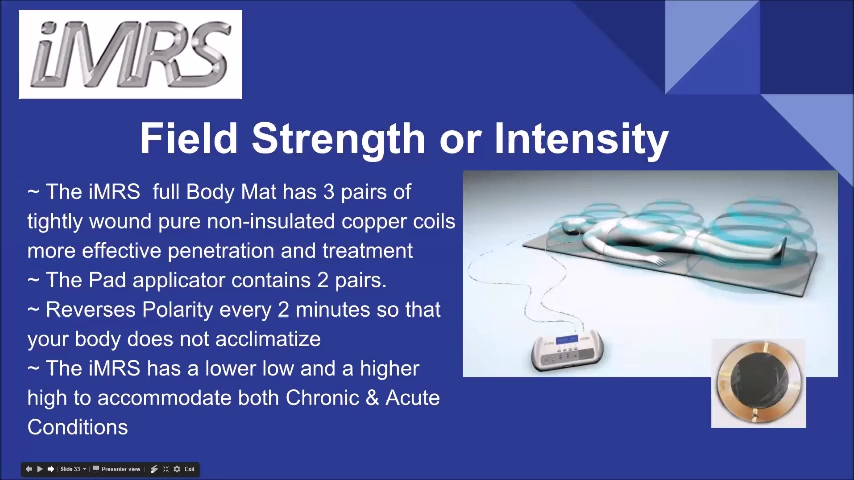 iMRS
Field Strength or Intensity
~ The iMRS full Body Mat has 3 pairs of
tightly wound pure non-insulated copper coils
more effective penetration and treatment
~ The Pad applicator contains 2 pairs.
~ Reverses Polarity every 2 minutes so that
your body does not acclimatize
~ The iMRS has a lower low and a higher
high to accommodate both Chronic & Acute
Conditions
Slide 33
Presenter view
Exit